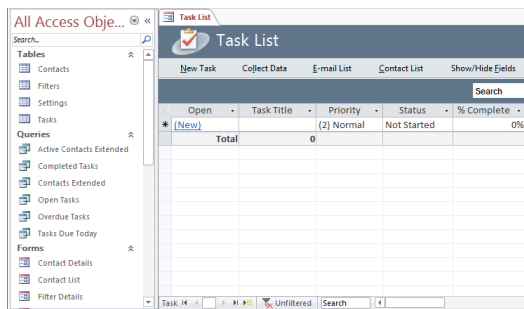 All Access Obje...
Search...
Tables
Contacts
Filters
Settings
Tasks
Queries
Active Contacts Extended
Completed Tasks
Contacts Extended
Open Tasks
Overdue Tasks
Tasks Due Today
Forms
Contact Details
Contact List
Filter Details
Task List
Task List
New Task Collect Data E-mail List Contact List Show/Hide Fields
Search
Open Task Title Priority Status % Complete
(New) (2) Normal Not Started 0%
Total 0
Task Unfiltered Search